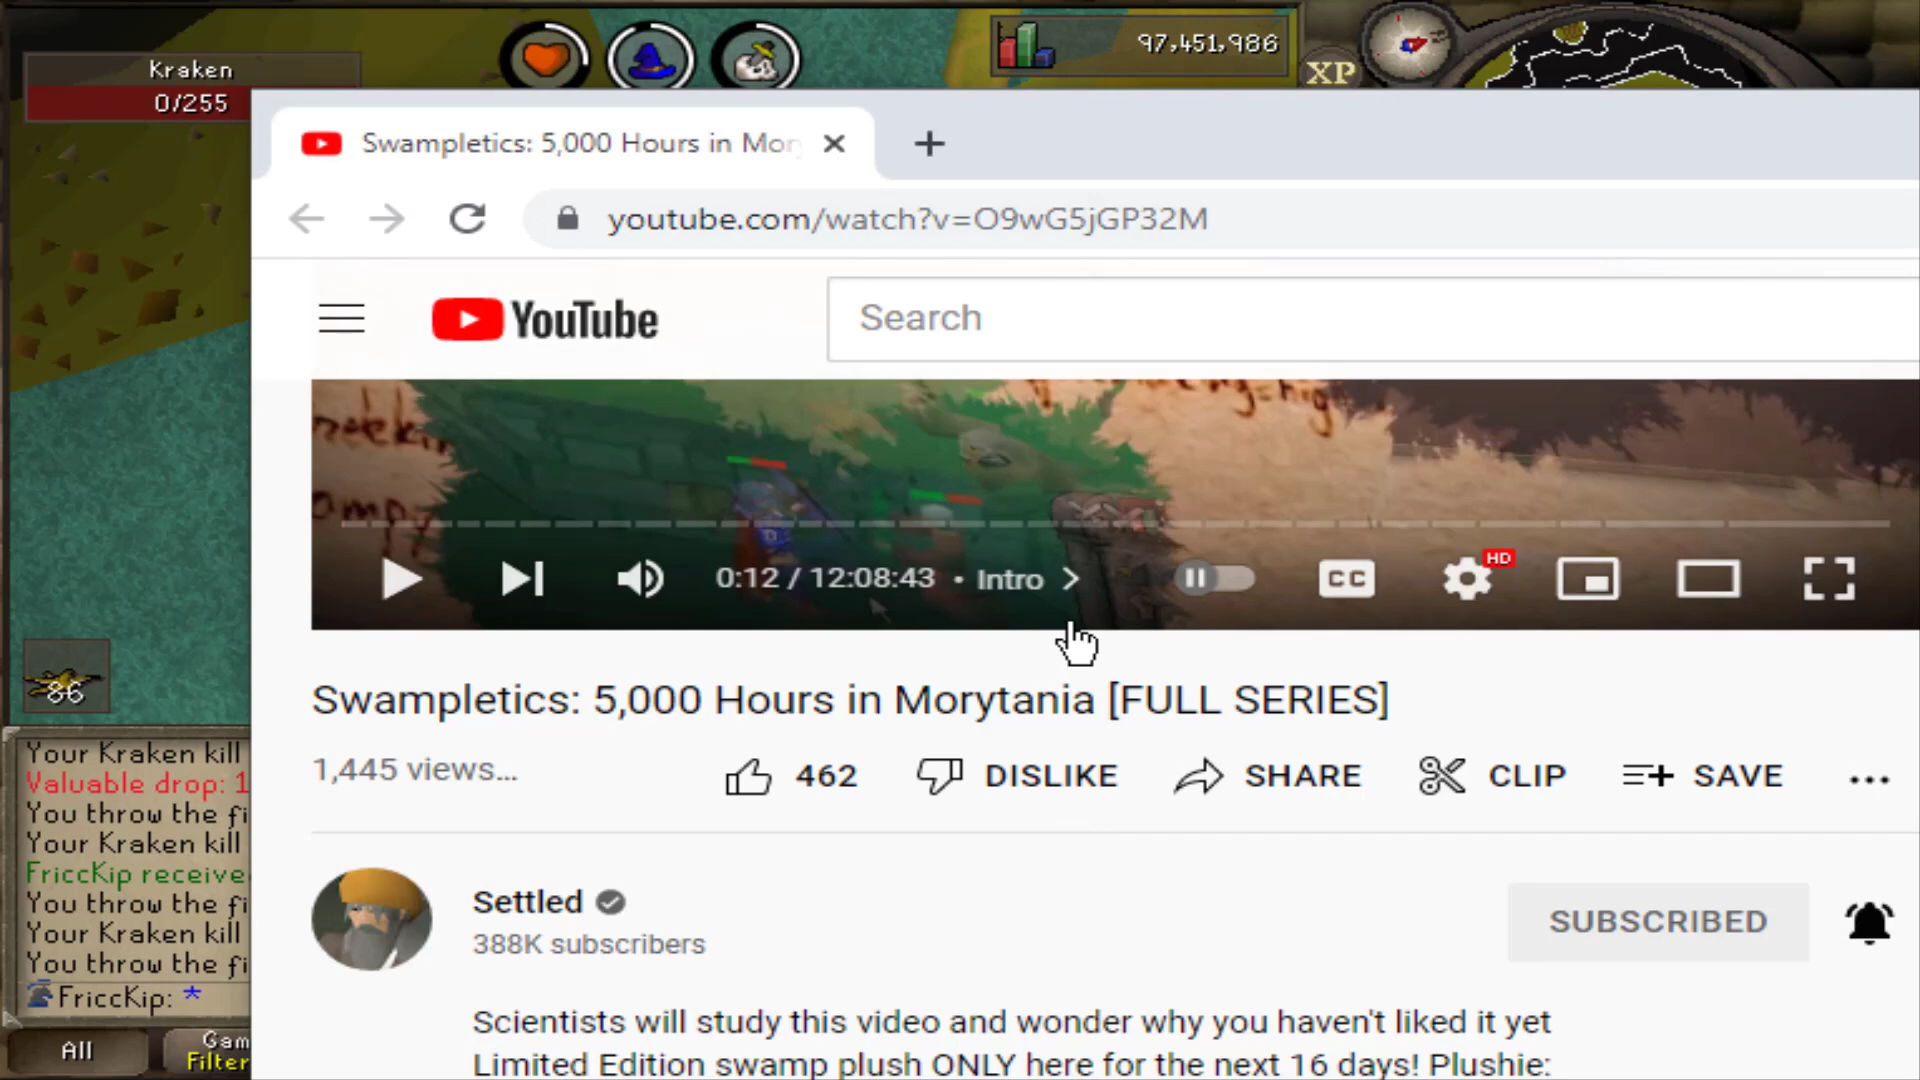 Kraken
0/255
97,451,986
XP
Swampletics: 5,000 Hours in Mor
youtube.com/watch?v=O9wG5jGP32M
YouTube
Search
0:12 / 12:08:43 • Intro
CC
HD
Swampletics: 5,000 Hours in Morytania [FULL SERIES]
1,445 views...
462
DISLIKE
SHARE
CLIP
SAVE
Settled
388K subscribers
SUBSCRIBED
Scientists will study this video and wonder why you haven't liked it yet
Limited Edition swamp plush ONLY here for the next 16 days! Plushie:
86
Your Kraken kill
Valuable drop: 1
You throw the fi
Your Kraken kill
FriccKip receive
You throw the fi
Your Kraken kill
You throw the fi
FriccKip: *
All
Gam
Filter